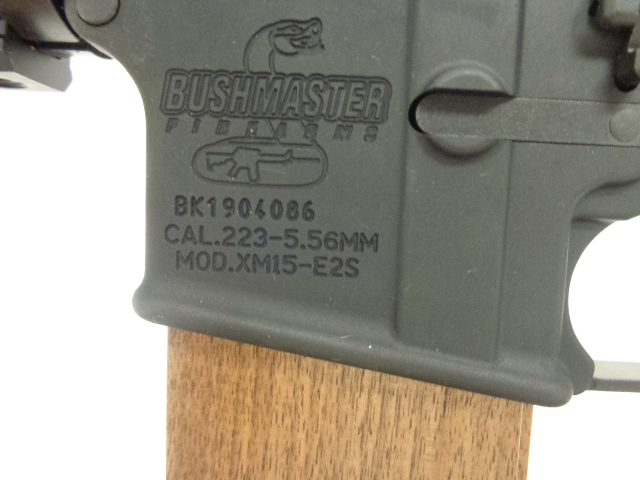 BUSHMASTER
FIREARMS
BK1904086
CAL.223-5.56MM
MOD.XM15-E2S